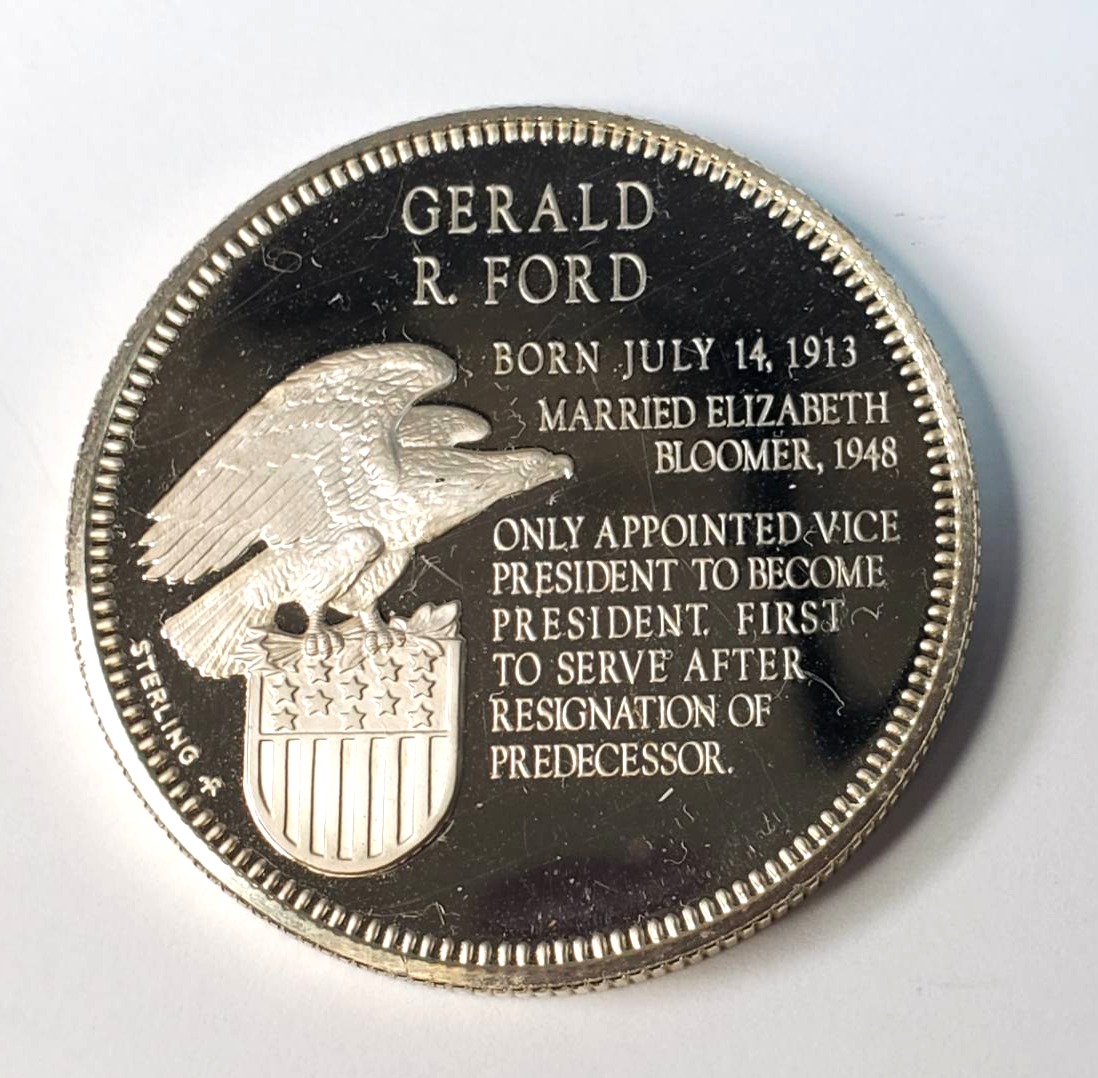 GERALD
R. FORD
BORN JULY 14, 1913
MARRIED ELIZABETH
BLOOMER, 1948
ONLY APPOINTED VICE
PRESIDENT TO BECOME
PRESIDENT. FIRST
TO SERVE AFTER
RESIGNATION OF
PREDECESSOR.
STERLING